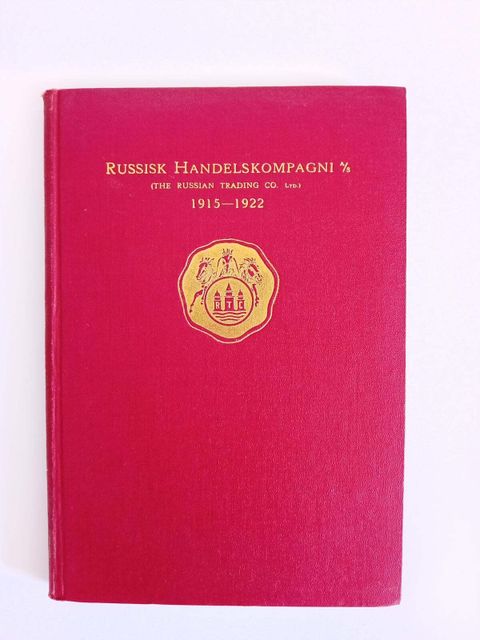 RUSSISK HANDELSKOMPAGNI A/S
(THE RUSSIAN TRADING CO. LTD.)
1915—1922
R T C